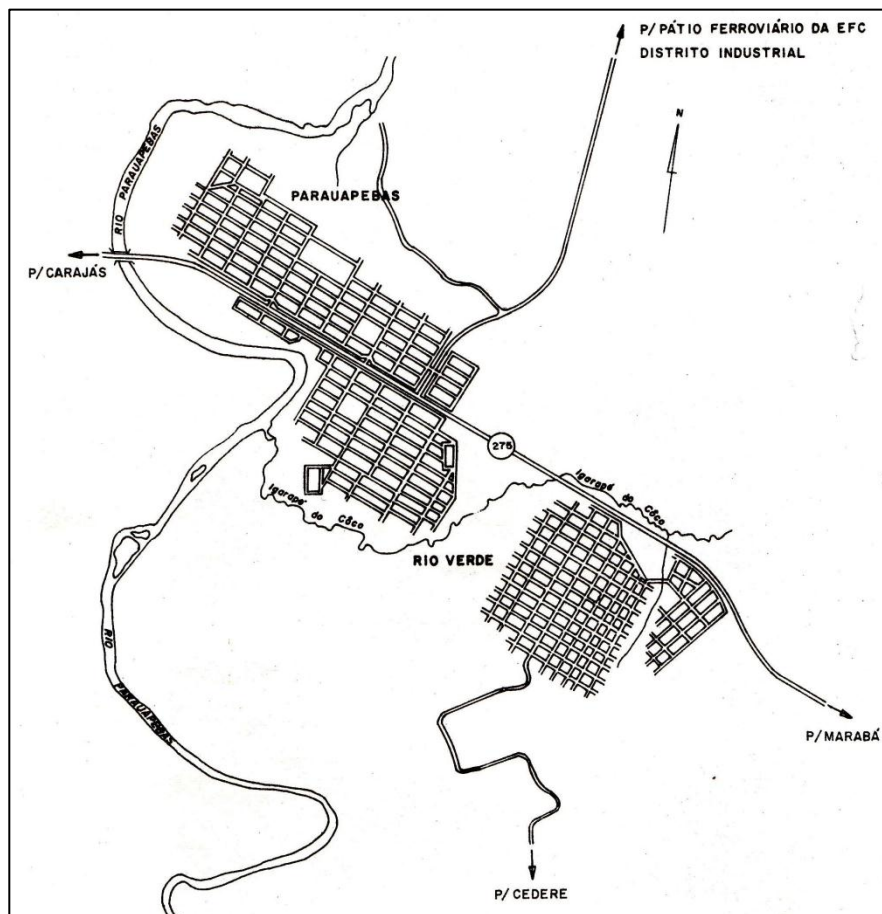 P/PÁTIO FERROVIÁRIO DA EFC
DISTRITO INDUSTRIAL
N
RIO PARAUAPEBAS
PARAUAPEBAS
P/CARAJÁS
275
Igarapé do Côco
Igarapé do Côco
RIO VERDE
RIO
PARAUAPEBAS
P/MARABÁ
P/CEDERE